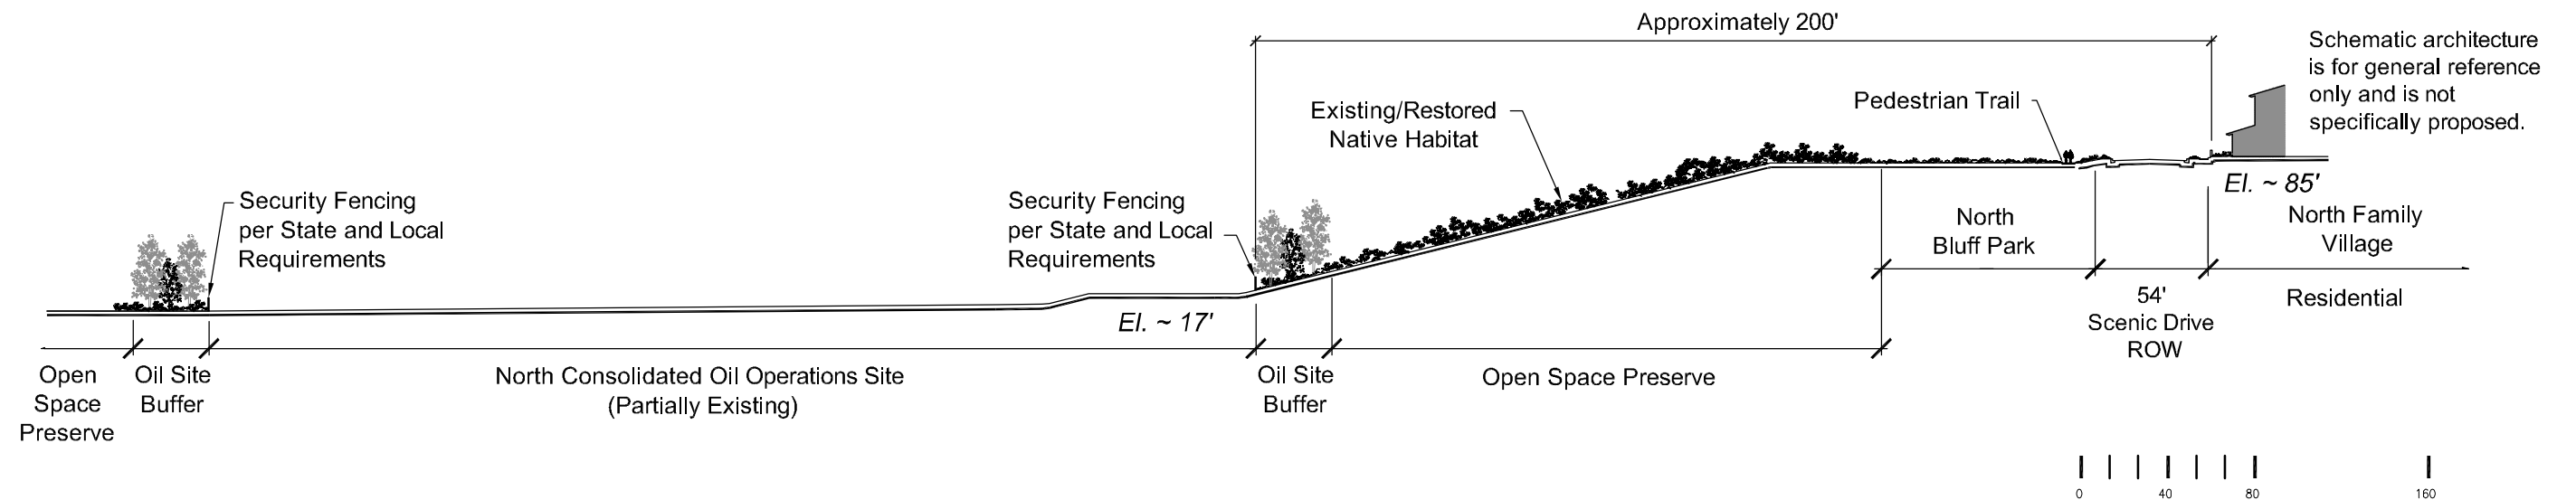 Approximately 200'
Schematic architecture
is for general reference
only and is not
specifically proposed.
Existing/Restored
Native Habitat
Pedestrian Trail
Security Fencing
per State and Local
Requirements
Security Fencing
per State and Local
Requirements
El. ~ 85'
North
Bluff Park
North Family
Village
54'
Scenic Drive
ROW
Residential
El. ~ 17'
Open
Space
Preserve
Oil Site
Buffer
North Consolidated Oil Operations Site
(Partially Existing)
Oil Site
Buffer
Open Space Preserve
0 40 80 160